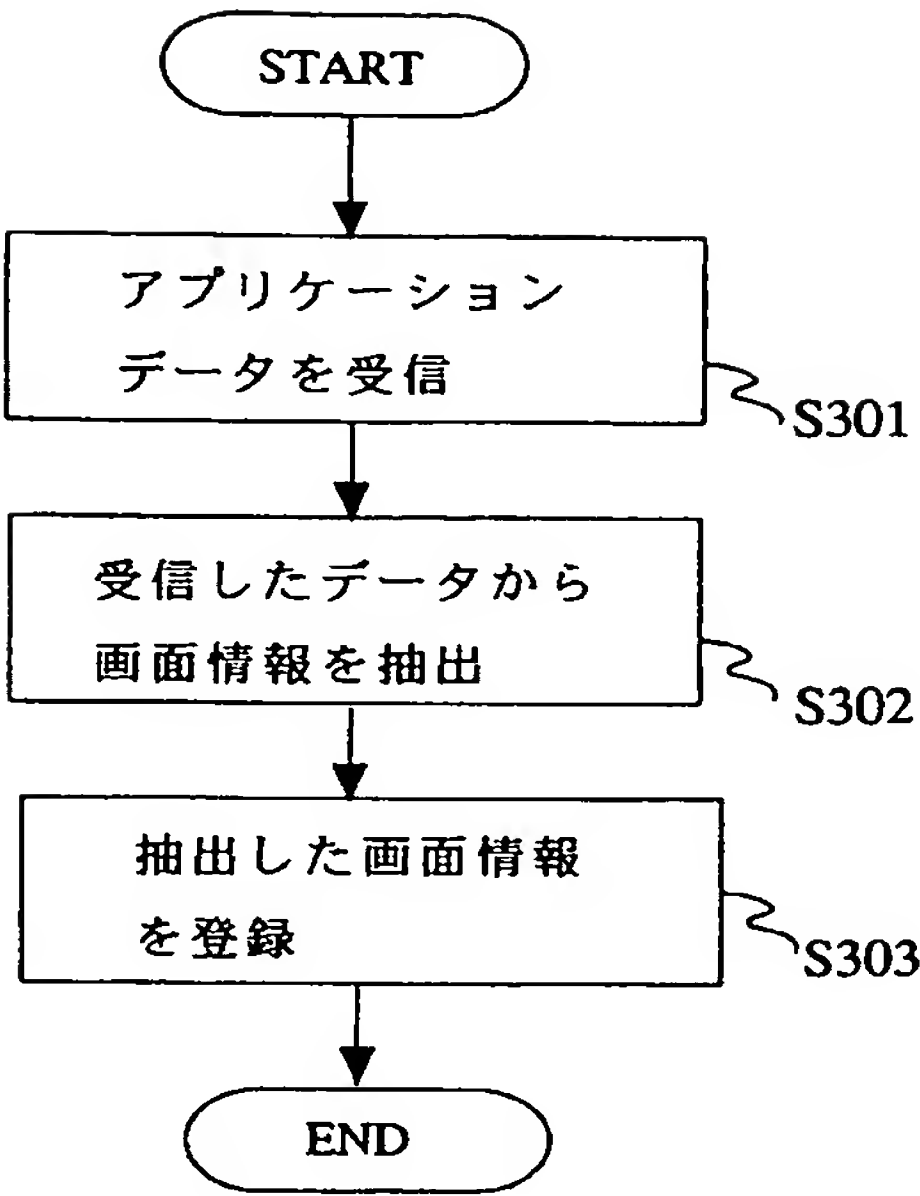 START
アプリケーション
データを受信
S301
受信したデータから
画面情報を抽出
S302
抽出した画面情報
を登録
S303
END